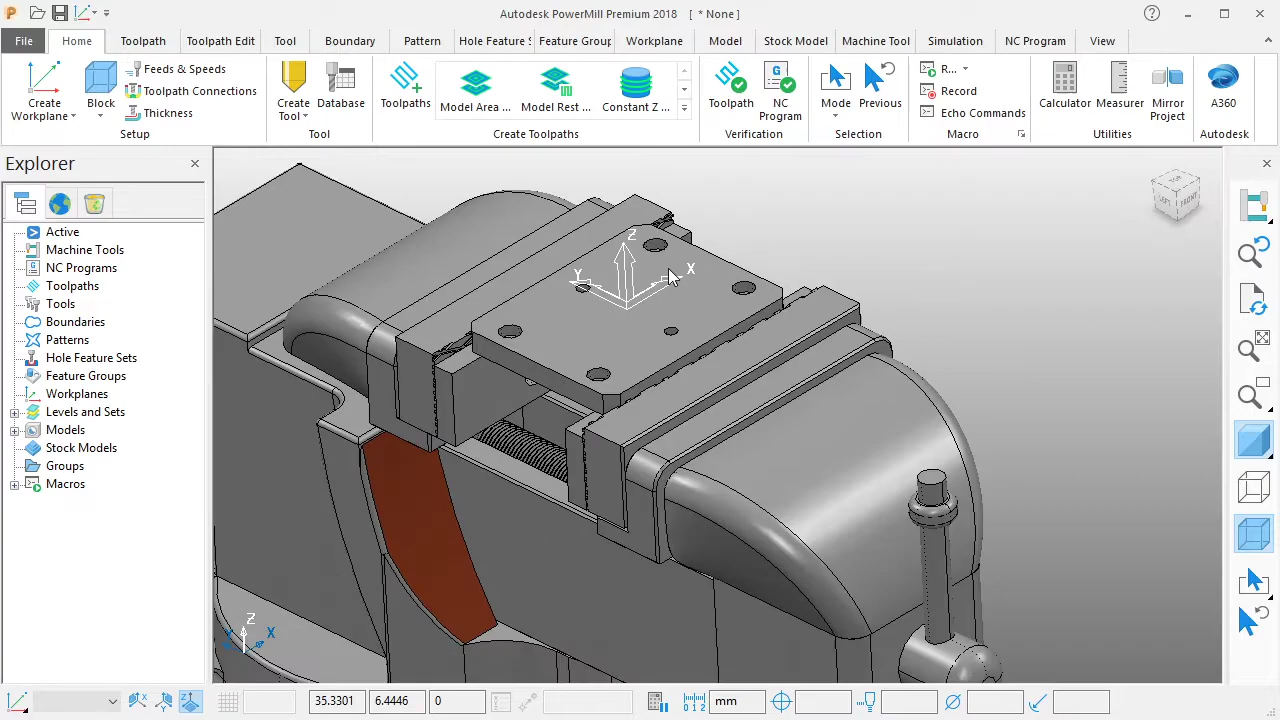 Autodesk PowerMill Premium 2018 [ * None ]
File Home Toolpath Toolpath Edit Tool Boundary Pattern Hole Feature S Feature Group Workplane Model Stock Model Machine Tool Simulation NC Program View
Create Workplane
Block
Feeds & Speeds
Toolpath Connections
Thickness
Setup
Create Tool
Database
Tool
Toolpaths
Model Area ...
Model Rest ...
Constant Z ...
Create Toolpaths
Toolpath
NC Program
Verification
Mode
Previous
Selection
R...
Record
Echo Commands
Macro
Calculator
Measurer
Mirror Project
Utilities
A360
Autodesk
Explorer
Active
Machine Tools
NC Programs
Toolpaths
Tools
Boundaries
Patterns
Hole Feature Sets
Feature Groups
Workplanes
Levels and Sets
Models
Stock Models
Groups
Macros
Z
Y
X
LEFT
FRONT
Z
Y
X
35.3301
6.4446
0
mm